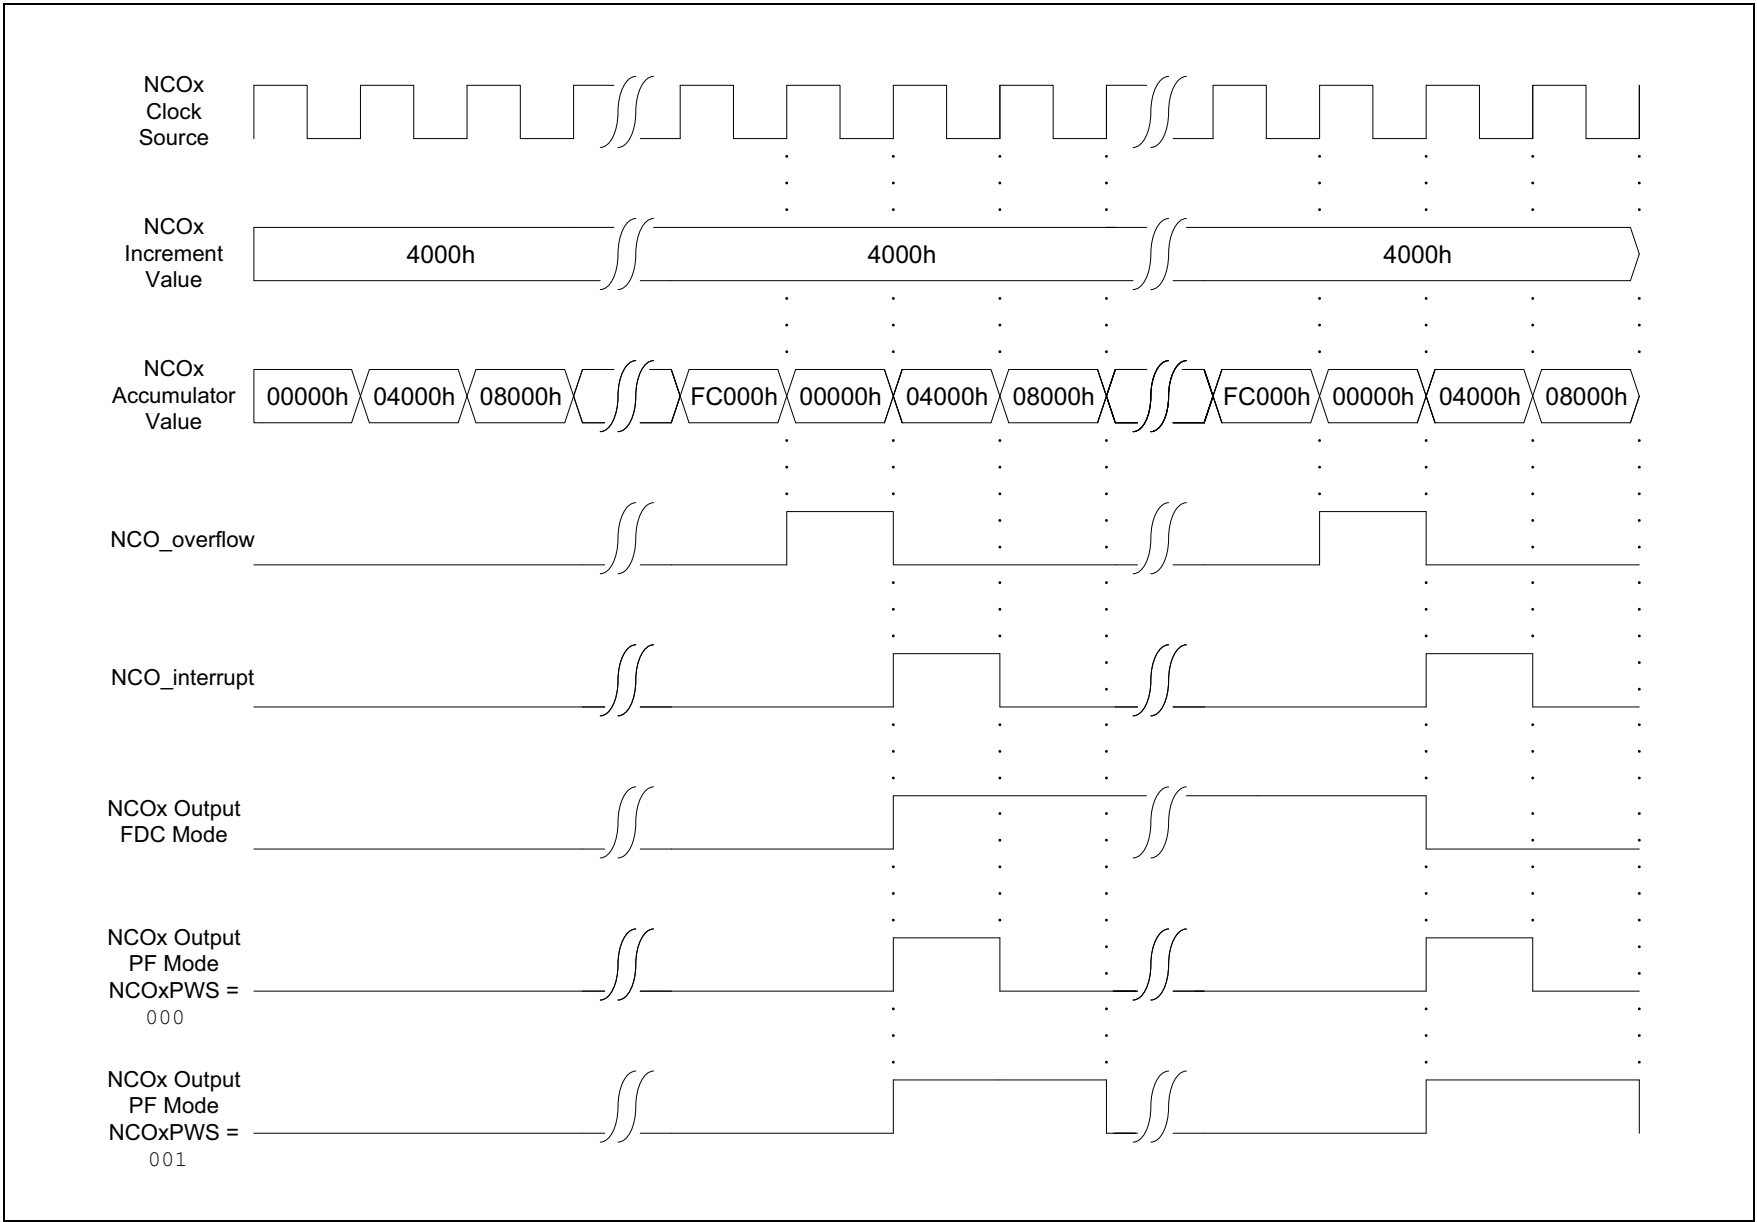 NCOx
Clock
Source
NCOx
Increment
Value
4000h 4000h 4000h
NCOx
Accumulator
Value
00000h 04000h 08000h FC000h 00000h 04000h 08000h FC000h 00000h 04000h 08000h
NCO_overflow
NCO_interrupt
NCOx Output
FDC Mode
NCOx Output
PF Mode
NCOxPWS =
000
NCOx Output
PF Mode
NCOxPWS =
001